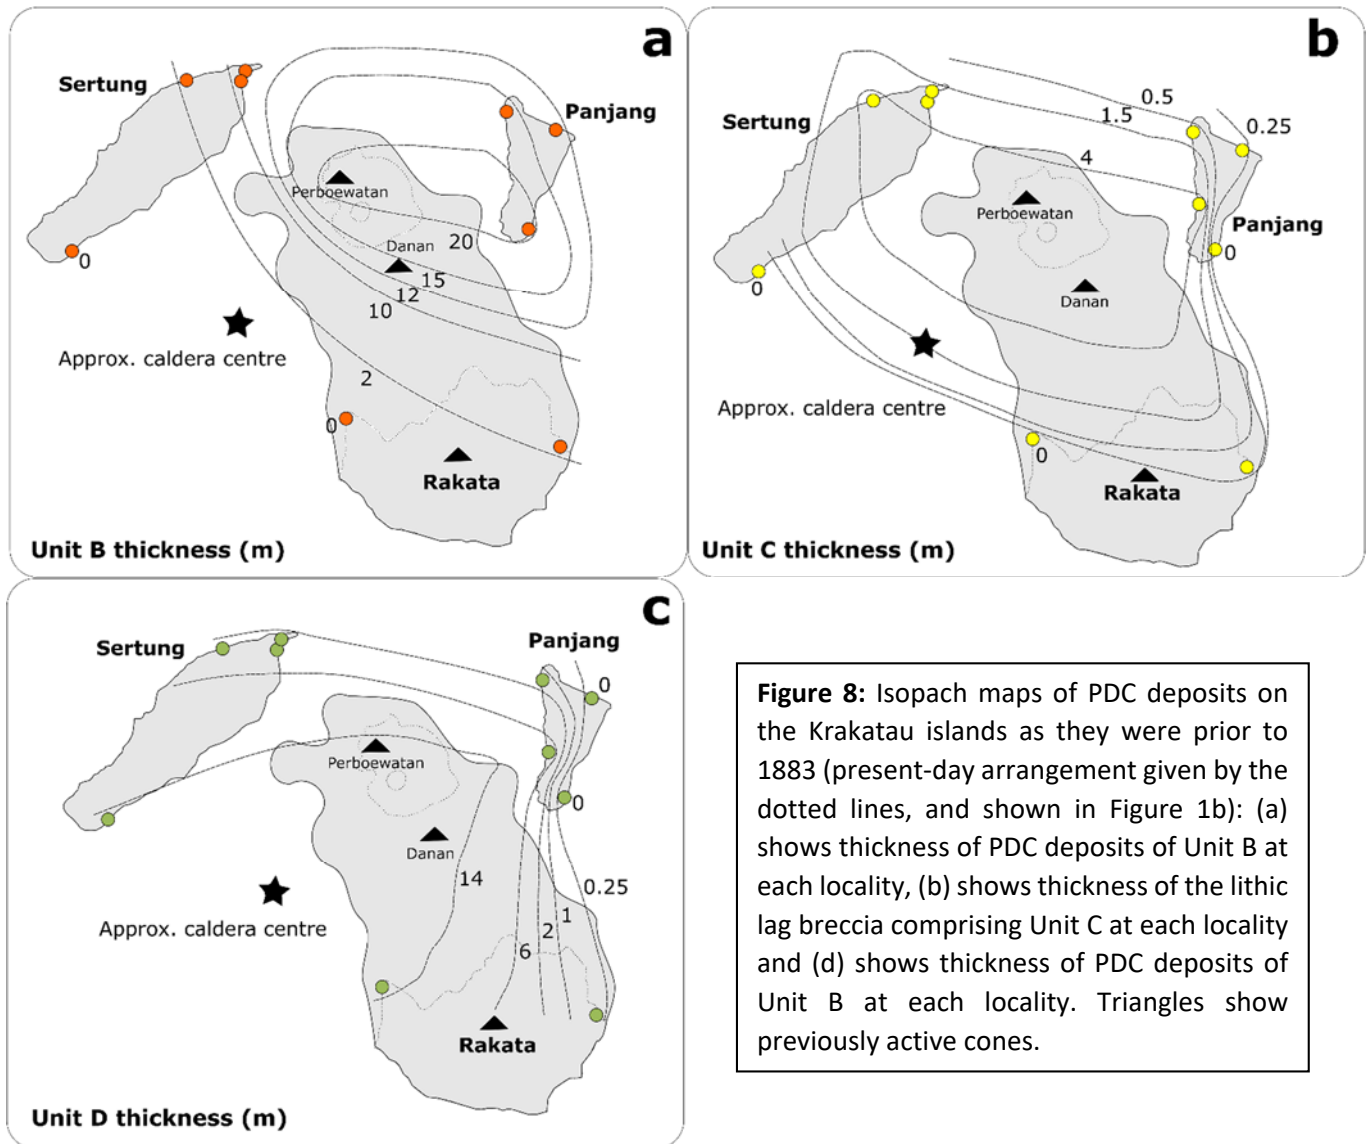 a
Sertung
Panjang
Perboewatan
Danan
20
15
12
10
0
Approx. caldera centre
2
0
Rakata
Unit B thickness (m)
b
0.5
Sertung
1.5
0.25
4
Perboewatan
Panjang
0
Danan
0
Approx. caldera centre
0
Rakata
Unit C thickness (m)
c
Sertung
Panjang
0
Perboewatan
0
Danan
14
0.25
1
Approx. caldera centre
2
6
Rakata
Unit D thickness (m)
Figure 8: Isopach maps of PDC deposits on
the Krakatau islands as they were prior to
1883 (present-day arrangement given by the
dotted lines, and shown in Figure 1b): (a)
shows thickness of PDC deposits of Unit B at
each locality, (b) shows thickness of the lithic
lag breccia comprising Unit C at each locality
and (d) shows thickness of PDC deposits of
Unit B at each locality. Triangles show
previously active cones.